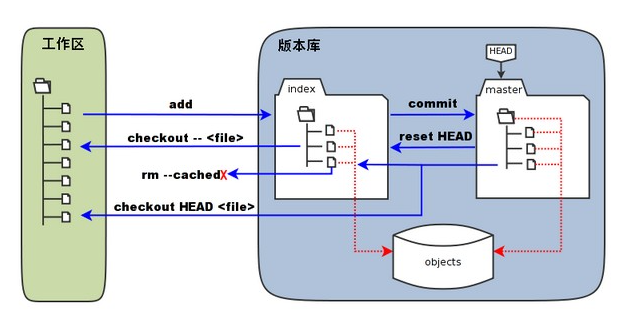 工作区
版本库
HEAD
index
master
add
commit
checkout -- <file>
reset HEAD
rm --cached
checkout HEAD <file>
objects